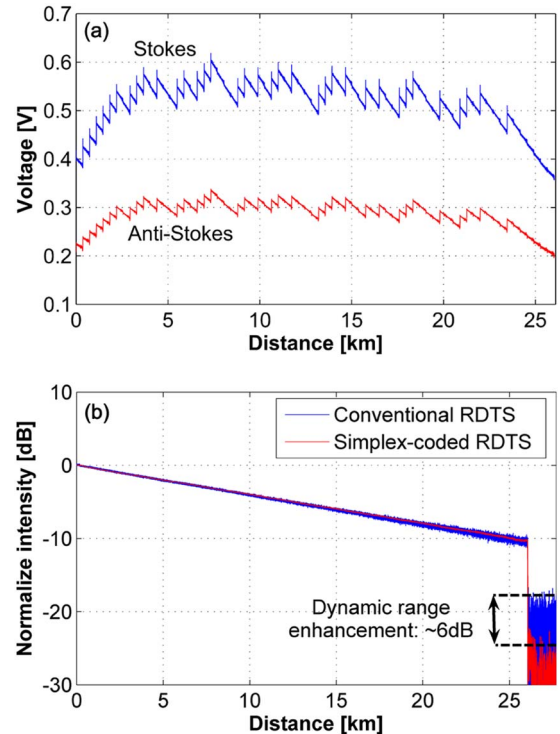 (a)
Stokes
Anti-Stokes
Voltage [V]
0.7
0.6
0.5
0.4
0.3
0.2
0.1
0 5 10 15 20 25
Distance [km]
(b)
Conventional RDTS
Simplex-coded RDTS
Normalize intensity [dB]
10
0
-10
-20
-30
Dynamic range
enhancement: ~6dB
0 5 10 15 20 25
Distance [km]